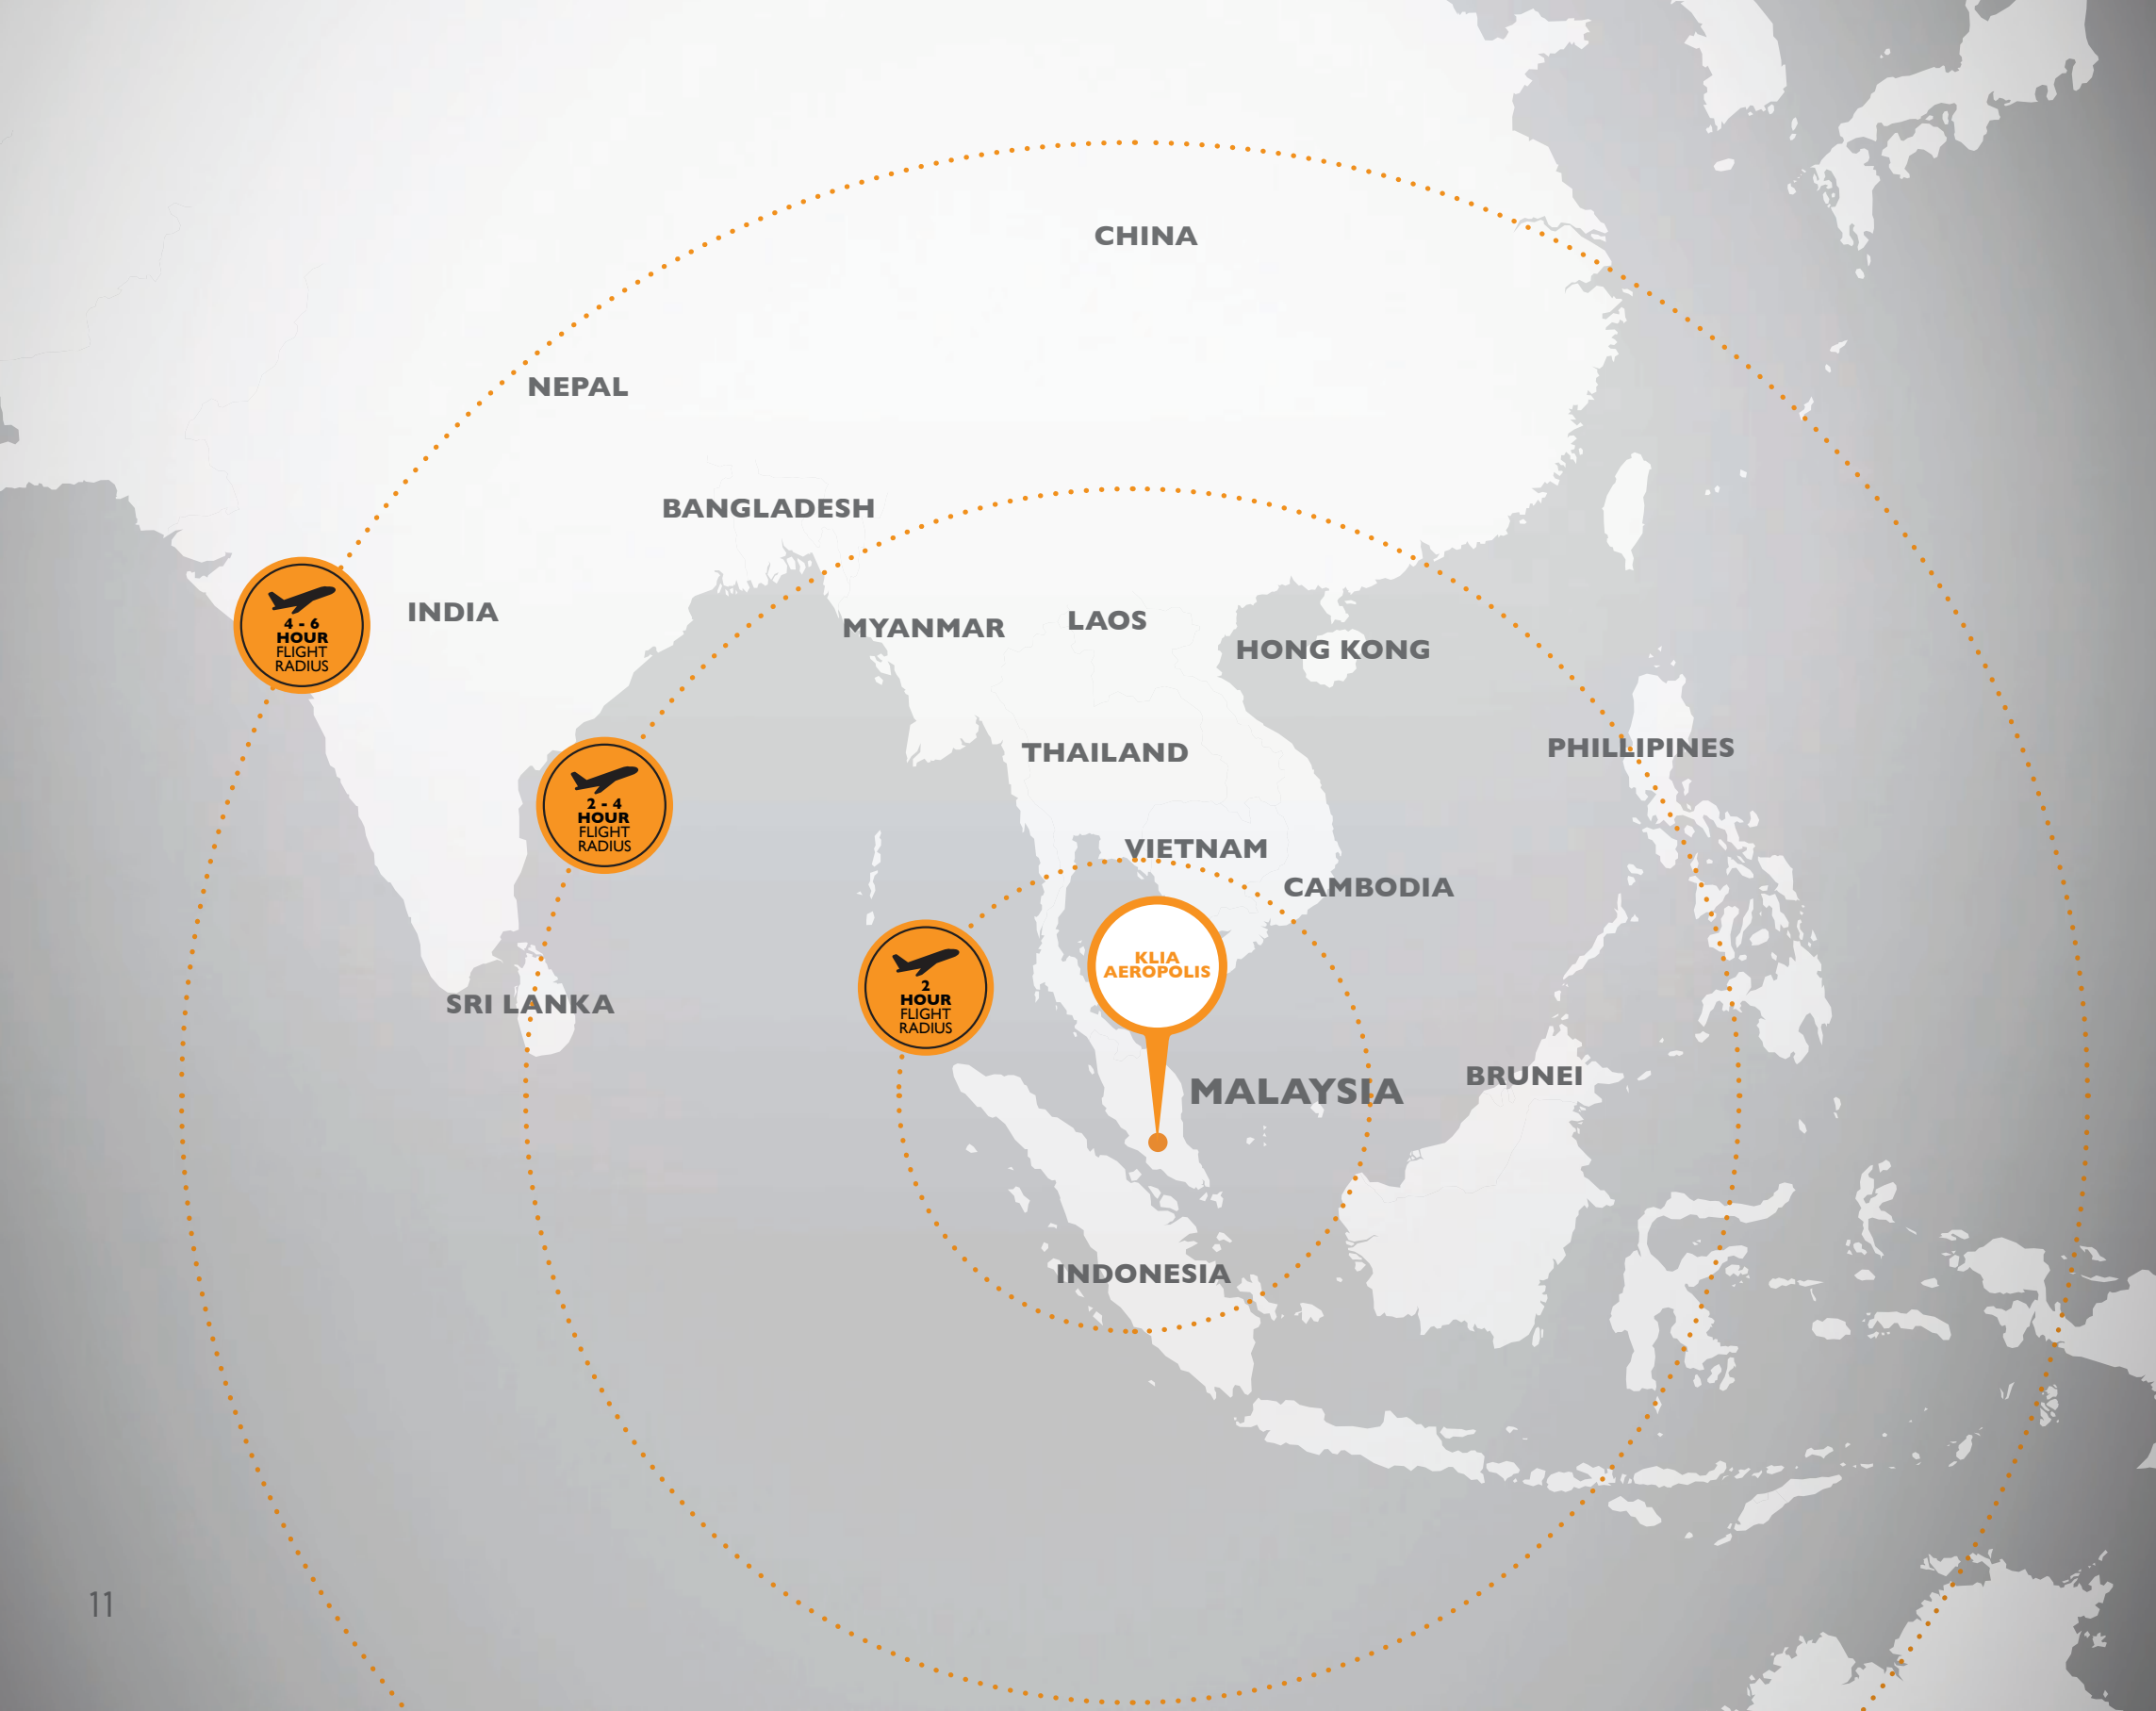 CHINA
NEPAL
BANGLADESH
4 - 6
HOUR
FLIGHT
RADIUS
INDIA
MYANMAR
LAOS
HONG KONG
THAILAND
PHILLIPINES
2 - 4
HOUR
FLIGHT
RADIUS
VIETNAM
CAMBODIA
KLIA
AEROPOLIS
2
HOUR
FLIGHT
RADIUS
SRI LANKA
BRUNEI
MALAYSIA
INDONESIA
11